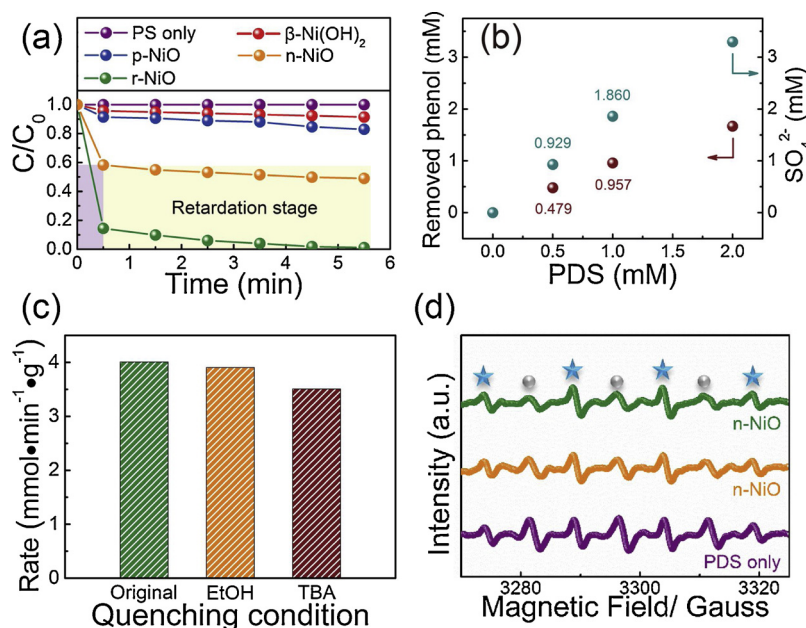 (a)
PS only
β-Ni(OH)₂
p-NiO
n-NiO
r-NiO
1.0
0.8
0.6
0.4
0.2
0.0
C/C₀
Retardation stage
0 1 2 3 4 5 6
Time (min)
(b)
3
2
1
0
Removed phenol (mM)
0.929
1.860
0.479
0.957
3
2
1
0
SO₄²⁻ (mM)
0.0 0.5 1.0 2.0
PDS (mM)
(c)
4
3
2
1
0
Rate (mmol•min⁻¹•g⁻¹)
Original EtOH TBA
Quenching condition
(d)
Intensity (a.u.)
n-NiO
n-NiO
PDS only
3280 3300 3320
Magnetic Field/ Gauss